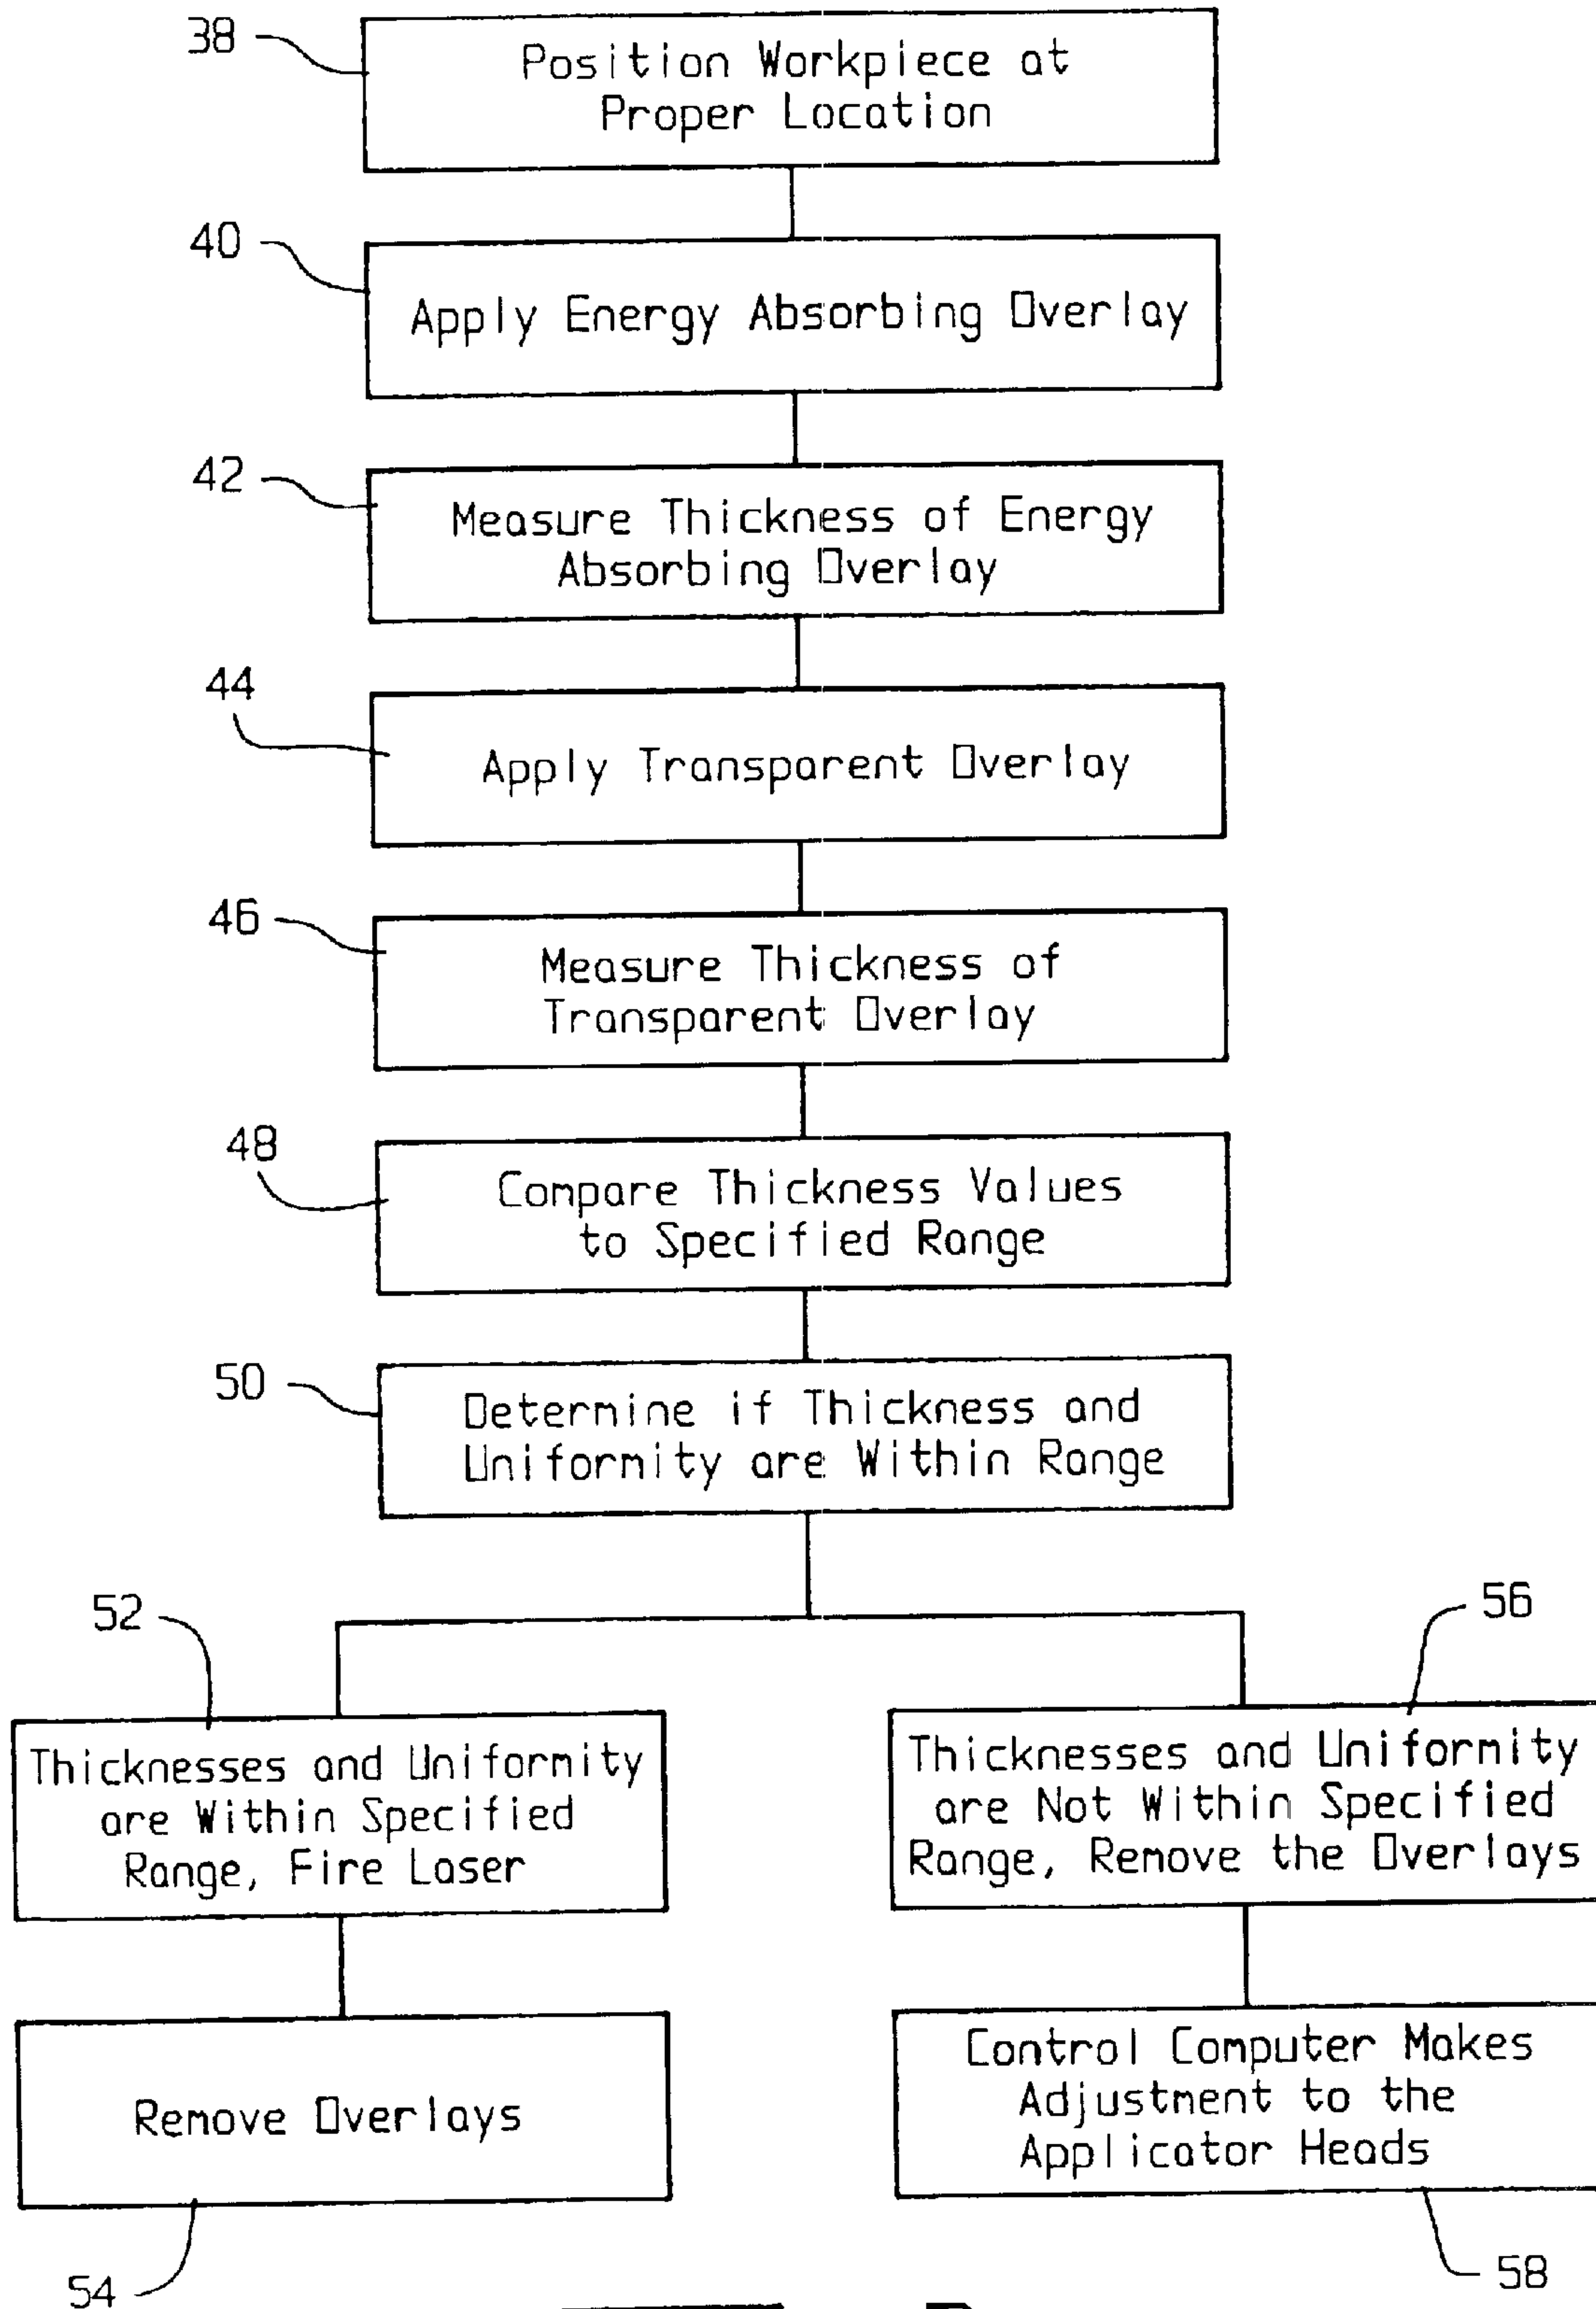 38
Position Workpiece at
Proper Location
40
Apply Energy Absorbing Overlay
42
Measure Thickness of Energy
Absorbing Overlay
44
Apply Transparent Overlay
46
Measure Thickness of
Transparent Overlay
48
Compare Thickness Values
to Specified Range
50
Determine if Thickness and
Uniformity are Within Range
52
Thicknesses and Uniformity
are Within Specified
Range, Fire Laser
56
Thicknesses and Uniformity
are Not Within Specified
Range, Remove the Overlays
Remove Overlays
54
Control Computer Makes
Adjustment to the
Applicator Heads
58